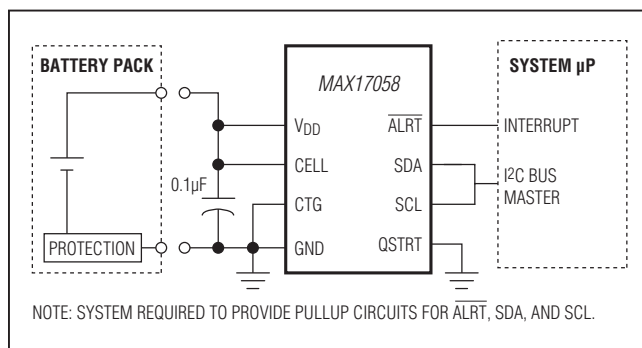 BATTERY PACK
MAX17058
SYSTEM µP
VDD
ALRT
INTERRUPT
CELL
SDA
I2C BUS
MASTER
0.1µF
CTG
SCL
PROTECTION
GND
QSTRT
NOTE: SYSTEM REQUIRED TO PROVIDE PULLUP CIRCUITS FOR ALRT, SDA, AND SCL.